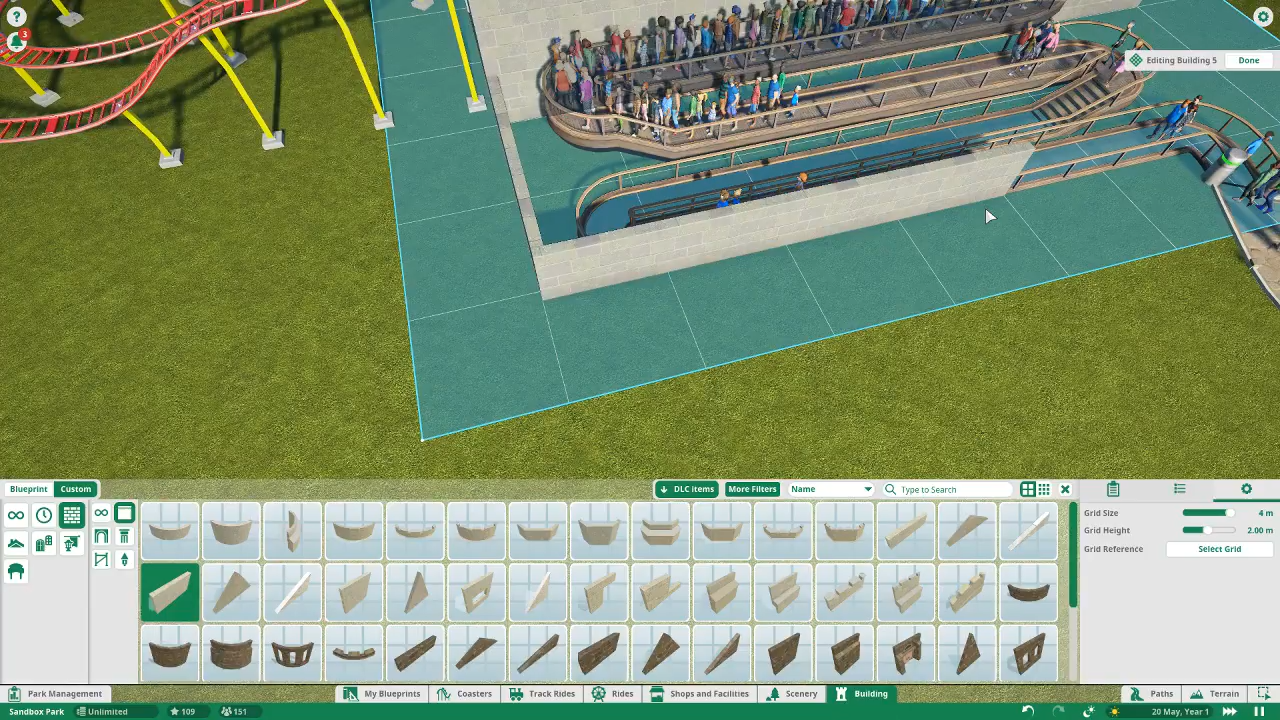 ?
3
Editing Building 5
Done
Blueprint
Custom
DLC items
More Filters
Name
Type to Search
Grid Size
4 m
Grid Height
2.00 m
Grid Reference
Select Grid
Park Management
My Blueprints
Coasters
Track Rides
Rides
Shops and Facilities
Scenery
Building
Paths
Terrain
Sandbox Park
Unlimited
109
151
20 May, Year 1